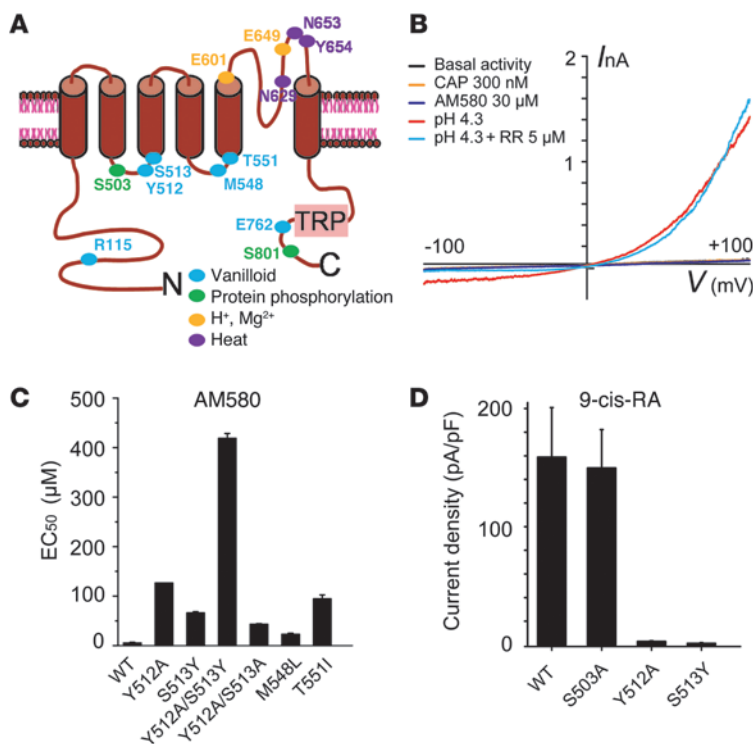 A
N653
E649
Y654
E601
N629
S513
T551
S503
Y512
M548
E762
TRP
R115
S801
C
N
Vanilloid
Protein phosphorylation
H⁺, Mg²⁺
Heat
B
2
InA
Basal activity
CAP 300 nM
AM580 30 µM
pH 4.3
pH 4.3 + RR 5 µM
1
-100
+100
V (mV)
C
AM580
500
400
300
200
100
0
EC₅₀ (µM)
WT
Y512A
S513Y
Y512A/S513Y
Y512A/S513A
M548L
T551I
D
9-cis-RA
200
100
0
Current density (pA/pF)
WT
S503A
Y512A
S513Y